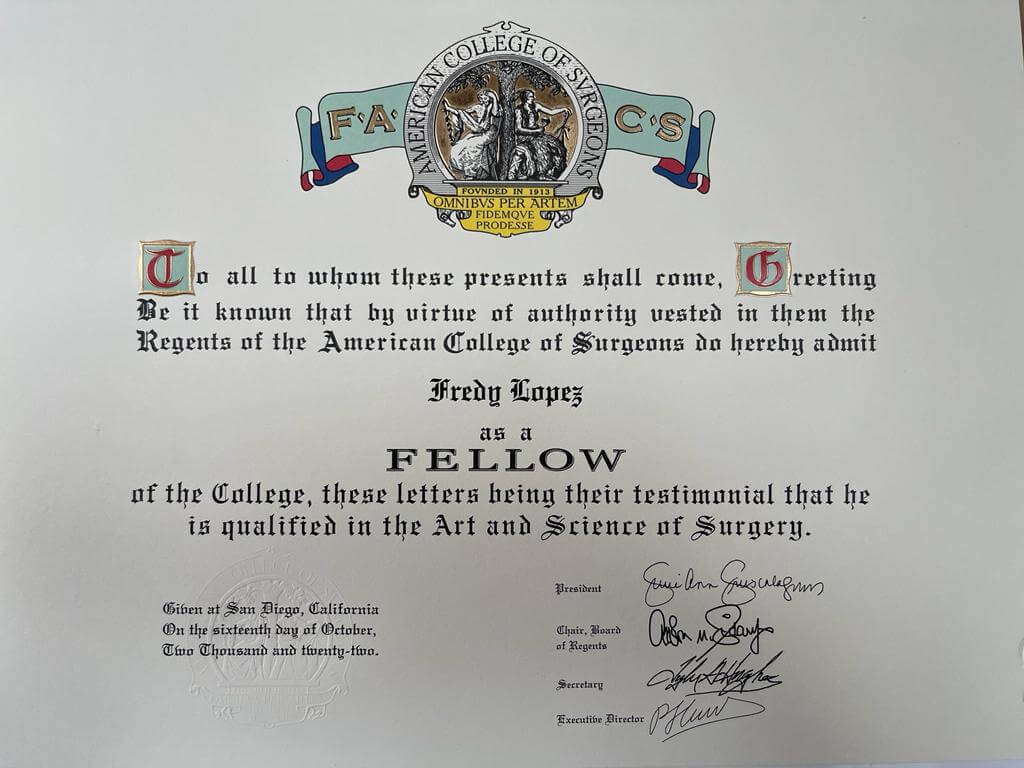 AMERICAN COLLEGE OF SVRGEONS
F·A·C·S
FOVNDED IN 1913
OMNIBVS PER ARTEM
FIDEMQVE
PRODESSE
To all to whom these presents shall come, Greeting
Be it known that by virtue of authority vested in them the
Regents of the American College of Surgeons do hereby admit
Fredy Lopez
as a
FELLOW
of the College, these letters being their testimonial that he
is qualified in the Art and Science of Surgery.
Given at San Diego, California
On the sixteenth day of October,
Two Thousand and twenty-two.
President
Chair, Board
of Regents
Secretary
Executive Director